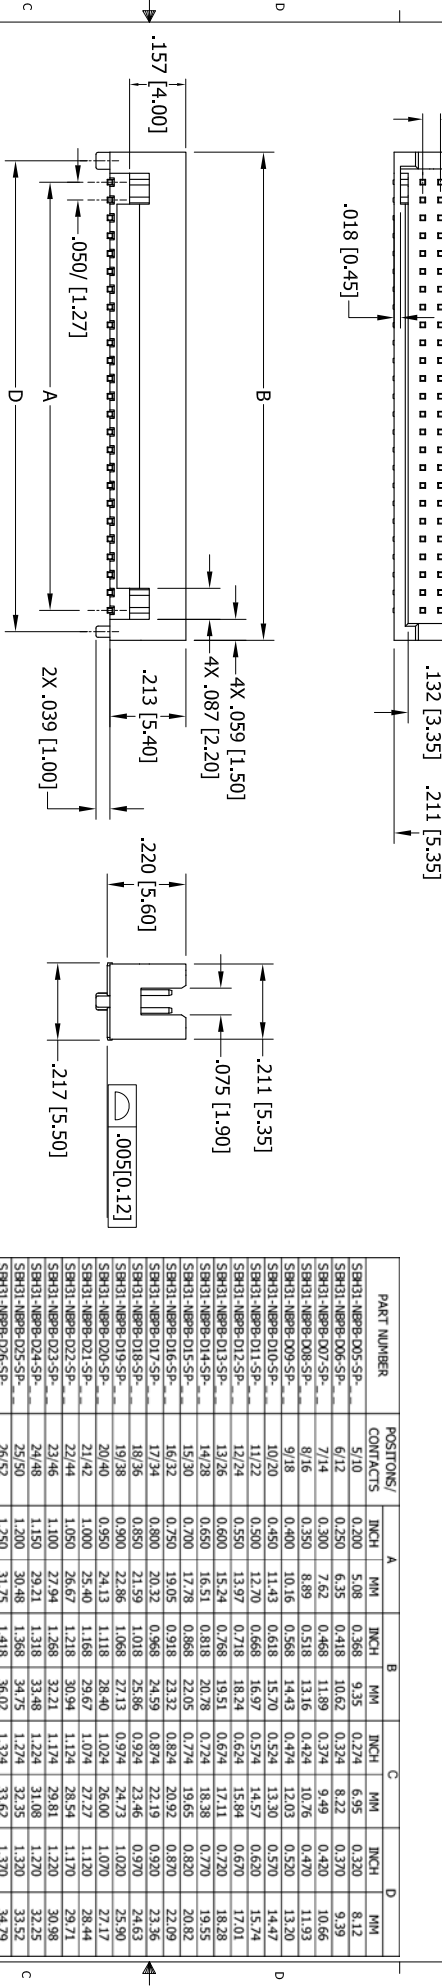 D
C
.157 [4.00]
.018 [0.45]
.132 [3.35]
.211 [5.35]
.050/ [1.27]
B
A
D
4X .059 [1.50]
4X .087 [2.20]
.213 [5.40]
2X .039 [1.00]
.220 [5.60]
.211 [5.35]
.075 [1.90]
.217 [5.50]
.005[0.12]
PART NUMBER POSITONS/ CONTACTS A B C D
INCH MM INCH MM INCH MM INCH MM
SBH31-NBPB-D05-SP-_ _ 5/10 0.200 5.08 0.368 9.35 0.274 6.95 0.320 8.12
SBH31-NBPB-D06-SP-_ _ 6/12 0.250 6.35 0.418 10.62 0.324 8.22 0.370 9.39
SBH31-NBPB-D07-SP-_ _ 7/14 0.300 7.62 0.468 11.89 0.374 9.49 0.420 10.66
SBH31-NBPB-D08-SP-_ _ 8/16 0.350 8.89 0.518 13.16 0.424 10.76 0.470 11.93
SBH31-NBPB-D09-SP-_ _ 9/18 0.400 10.16 0.568 14.43 0.474 12.03 0.520 13.20
SBH31-NBPB-D10-SP-_ _ 10/20 0.450 11.43 0.618 15.70 0.524 13.30 0.570 14.47
SBH31-NBPB-D11-SP-_ _ 11/22 0.500 12.70 0.668 16.97 0.574 14.57 0.620 15.74
SBH31-NBPB-D12-SP-_ _ 12/24 0.550 13.97 0.718 18.24 0.624 15.84 0.670 17.01
SBH31-NBPB-D13-SP-_ _ 13/26 0.600 15.24 0.768 19.51 0.674 17.11 0.720 18.28
SBH31-NBPB-D14-SP-_ _ 14/28 0.650 16.51 0.818 20.78 0.724 18.38 0.770 19.55
SBH31-NBPB-D15-SP-_ _ 15/30 0.700 17.78 0.868 22.05 0.774 19.65 0.820 20.82
SBH31-NBPB-D16-SP-_ _ 16/32 0.750 19.05 0.918 23.32 0.824 20.92 0.870 22.09
SBH31-NBPB-D17-SP-_ _ 17/34 0.800 20.32 0.968 24.59 0.874 22.19 0.920 23.36
SBH31-NBPB-D18-SP-_ _ 18/36 0.850 21.59 1.018 25.86 0.924 23.46 0.970 24.63
SBH31-NBPB-D19-SP-_ _ 19/38 0.900 22.86 1.068 27.13 0.974 24.73 1.020 25.90
SBH31-NBPB-D20-SP-_ _ 20/40 0.950 24.13 1.118 28.40 1.024 26.00 1.070 27.17
SBH31-NBPB-D21-SP-_ _ 21/42 1.000 25.40 1.168 29.67 1.074 27.27 1.120 28.44
SBH31-NBPB-D22-SP-_ _ 22/44 1.050 26.67 1.218 30.94 1.124 28.54 1.170 29.71
SBH31-NBPB-D23-SP-_ _ 23/46 1.100 27.94 1.268 32.21 1.174 29.81 1.220 30.98
SBH31-NBPB-D24-SP-_ _ 24/48 1.150 29.21 1.318 33.48 1.224 31.08 1.270 32.25
SBH31-NBPB-D25-SP-_ _ 25/50 1.200 30.48 1.368 34.75 1.274 32.35 1.320 33.52
SBH31-NBPB-D26-SP-_ _ 26/52 1.250 31.75 1.418 36.02 1.324 33.62 1.370 34.79
C